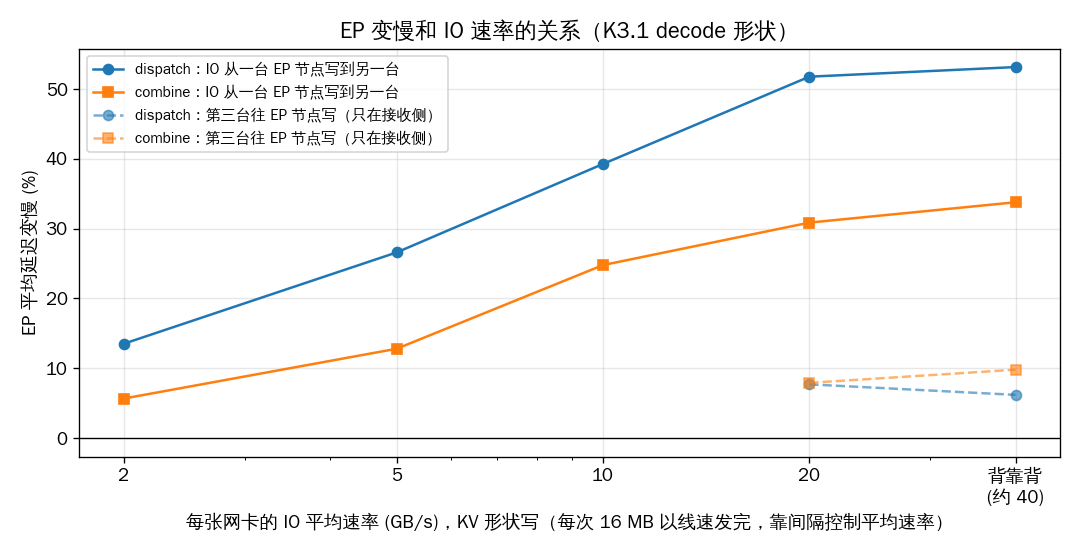 EP 变慢和 IO 速率的关系（K3.1 decode 形状）
dispatch：IO 从一台 EP 节点写到另一台
combine：IO 从一台 EP 节点写到另一台
dispatch：第三台往 EP 节点写（只在接收侧）
combine：第三台往 EP 节点写（只在接收侧）
EP 平均延迟变慢 (%)
50
40
30
20
10
0
2
5
10
20
背靠背
(约 40)
每张网卡的 IO 平均速率 (GB/s)，KV 形状写（每次 16 MB 以线速发完，靠间隔控制平均速率）